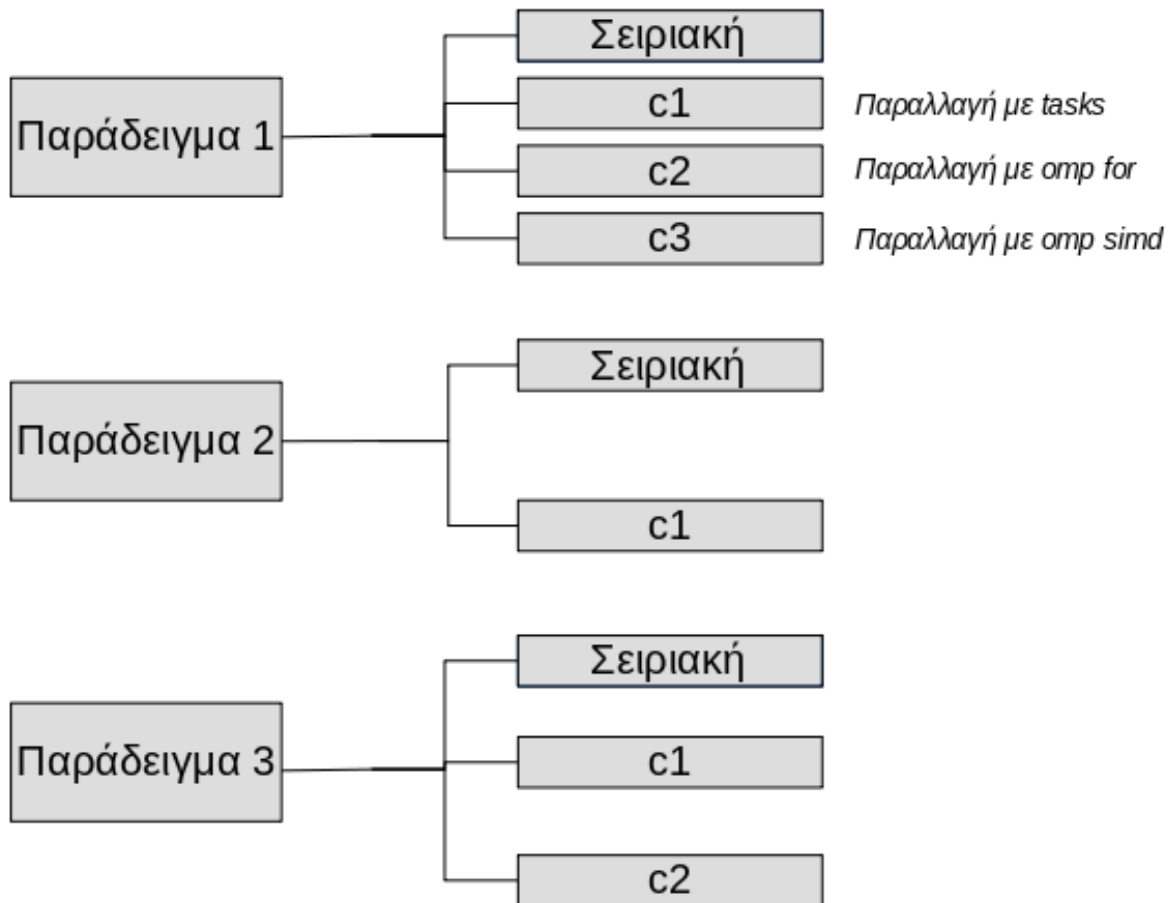 Σειριακή
Παράδειγμα 1
c1
Παραλλαγή με tasks
c2
Παραλλαγή με omp for
c3
Παραλλαγή με omp simd
Σειριακή
Παράδειγμα 2
c1
Σειριακή
Παράδειγμα 3
c1
c2